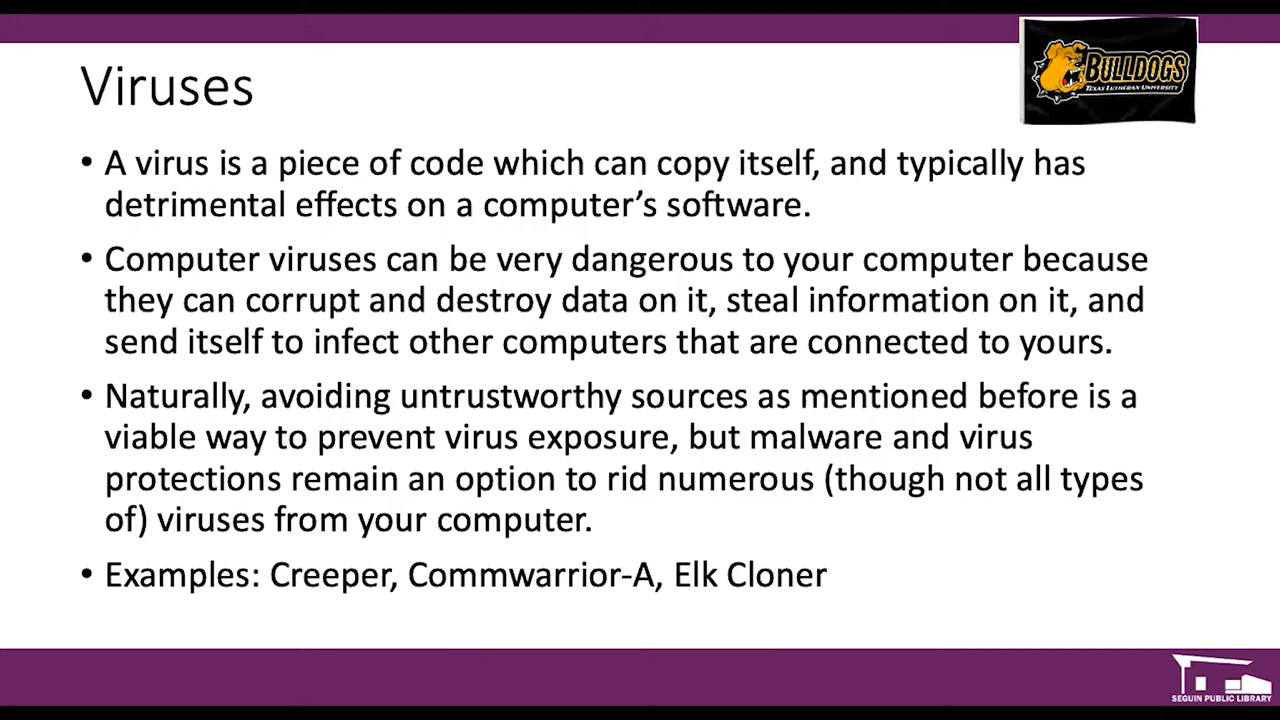 BULLDOGS
TEXAS LUTHERAN UNIVERSITY
Viruses
• A virus is a piece of code which can copy itself, and typically has
detrimental effects on a computer’s software.
• Computer viruses can be very dangerous to your computer because
they can corrupt and destroy data on it, steal information on it, and
send itself to infect other computers that are connected to yours.
• Naturally, avoiding untrustworthy sources as mentioned before is a
viable way to prevent virus exposure, but malware and virus
protections remain an option to rid numerous (though not all types
of) viruses from your computer.
• Examples: Creeper, Commwarrior-A, Elk Cloner
SEGUIN PUBLIC LIBRARY